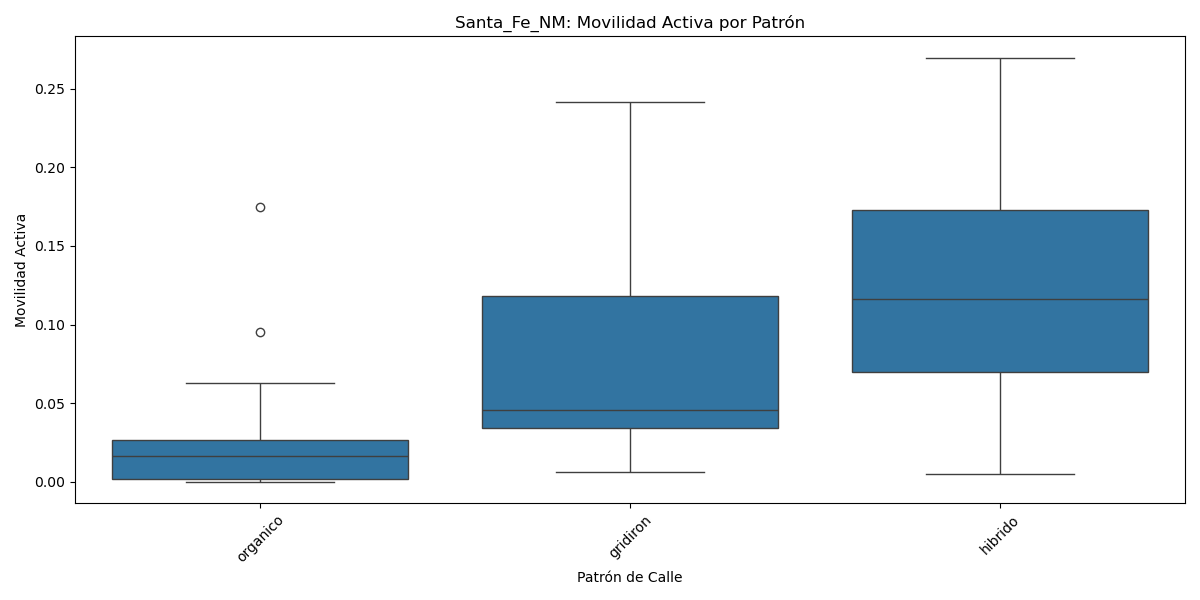 Santa_Fe_NM: Movilidad Activa por Patrón
Movilidad Activa
0.25
0.20
0.15
0.10
0.05
0.00
organico
gridiron
hibrido
Patrón de Calle